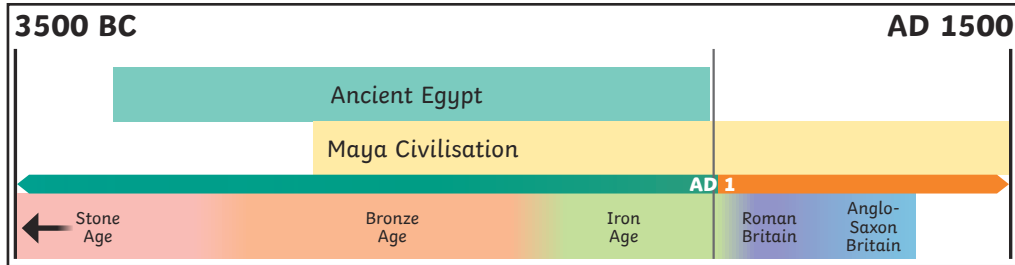 3500 BC
AD 1500
Ancient Egypt
Maya Civilisation
AD 1
Stone
Age
Bronze
Age
Iron
Age
Roman
Britain
Anglo-
Saxon
Britain